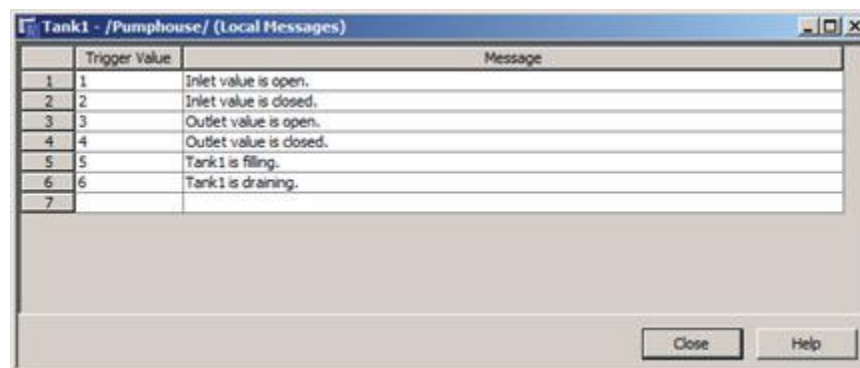 Tank1 - /Pumphouse/ (Local Messages)
Trigger Value Message
1 1 Inlet value is open.
2 2 Inlet value is closed.
3 3 Outlet value is open.
4 4 Outlet value is closed.
5 5 Tank1 is filling.
6 6 Tank1 is draining.
7
Close Help